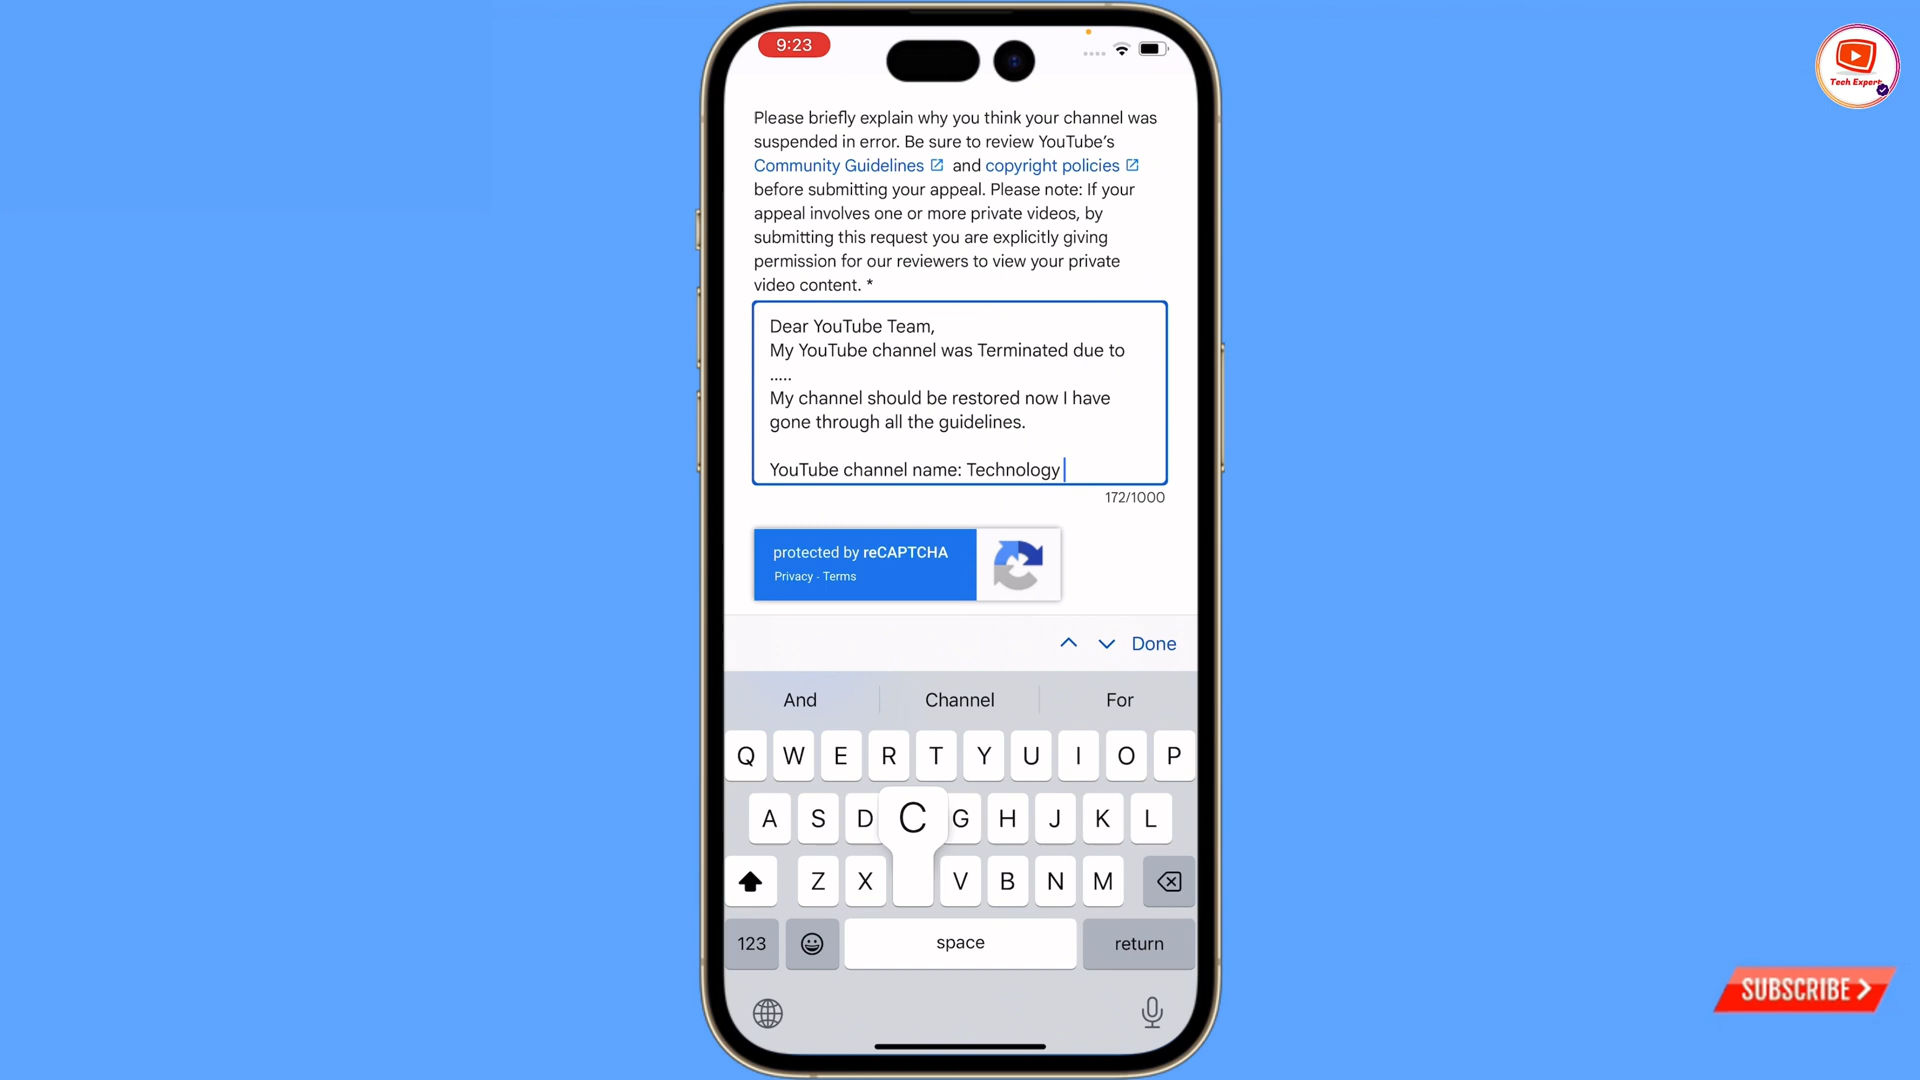 9:23
Tech Expert
Please briefly explain why you think your channel was
suspended in error. Be sure to review YouTube's
Community Guidelines and copyright policies
before submitting your appeal. Please note: If your
appeal involves one or more private videos, by
submitting this request you are explicitly giving
permission for our reviewers to view your private
video content. *
Dear YouTube Team,
My YouTube channel was Terminated due to
.....
My channel should be restored now I have
gone through all the guidelines.
YouTube channel name: Technology
172/1000
protected by reCAPTCHA
Privacy - Terms
Done
And Channel For
Q W E R T Y U I O P
A S D C G H J K L
Z X V B N M
123 space return
SUBSCRIBE